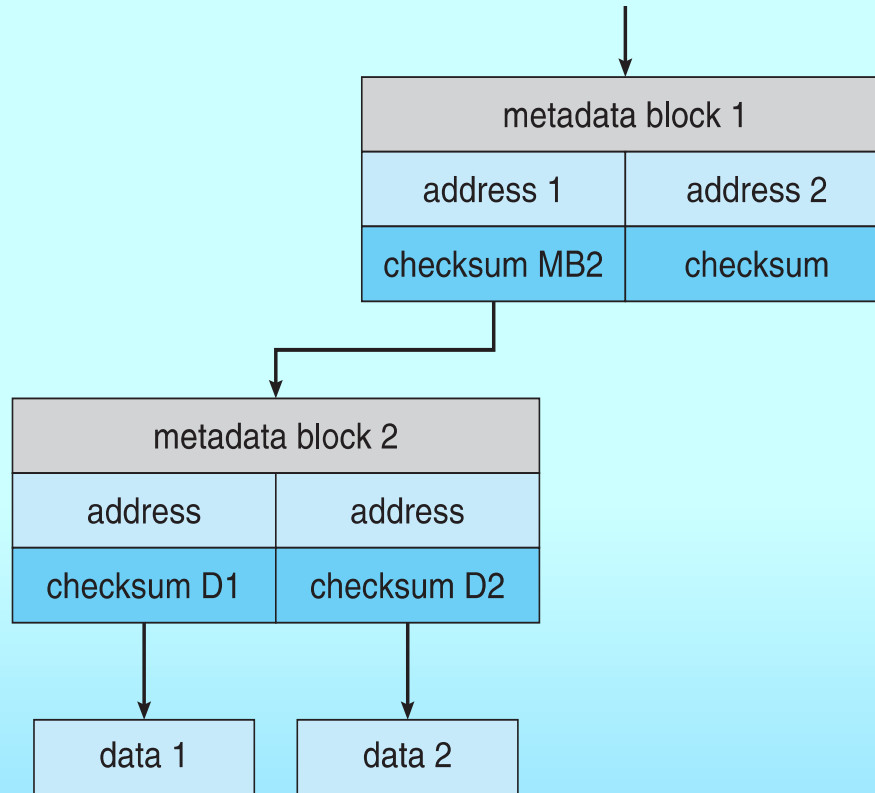 metadata block 1
address 1 address 2
checksum MB2 checksum
metadata block 2
address address
checksum D1 checksum D2
data 1 data 2